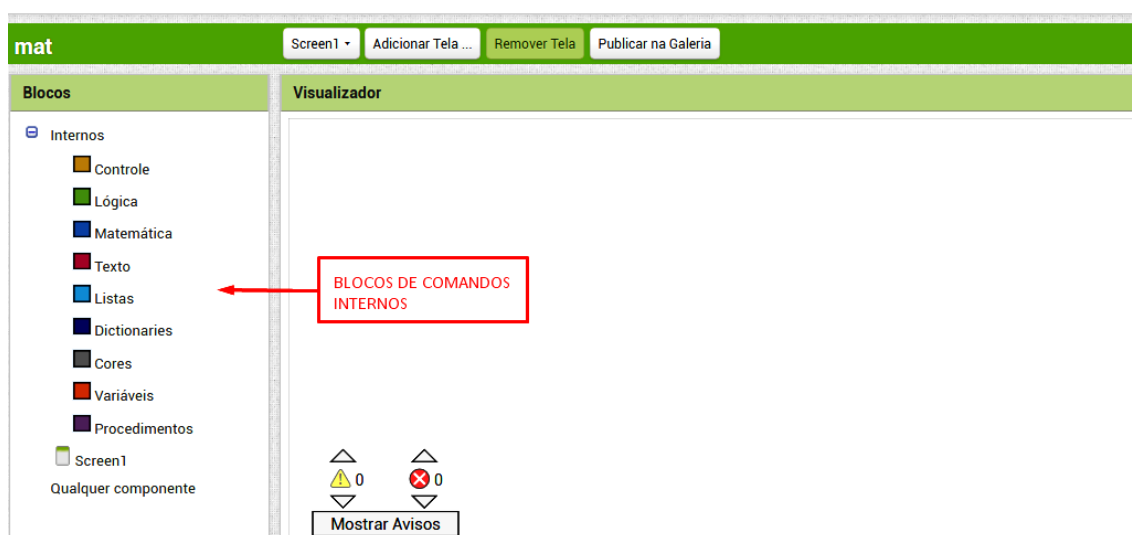 mat
Screen1
Adicionar Tela ...
Remover Tela
Publicar na Galeria
Blocos
Visualizador
Internos
Controle
Lógica
Matemática
Texto
Listas
Dictionaries
Cores
Variáveis
Procedimentos
Screen1
Qualquer componente
BLOCOS DE COMANDOS
INTERNOS
0
0
Mostrar Avisos